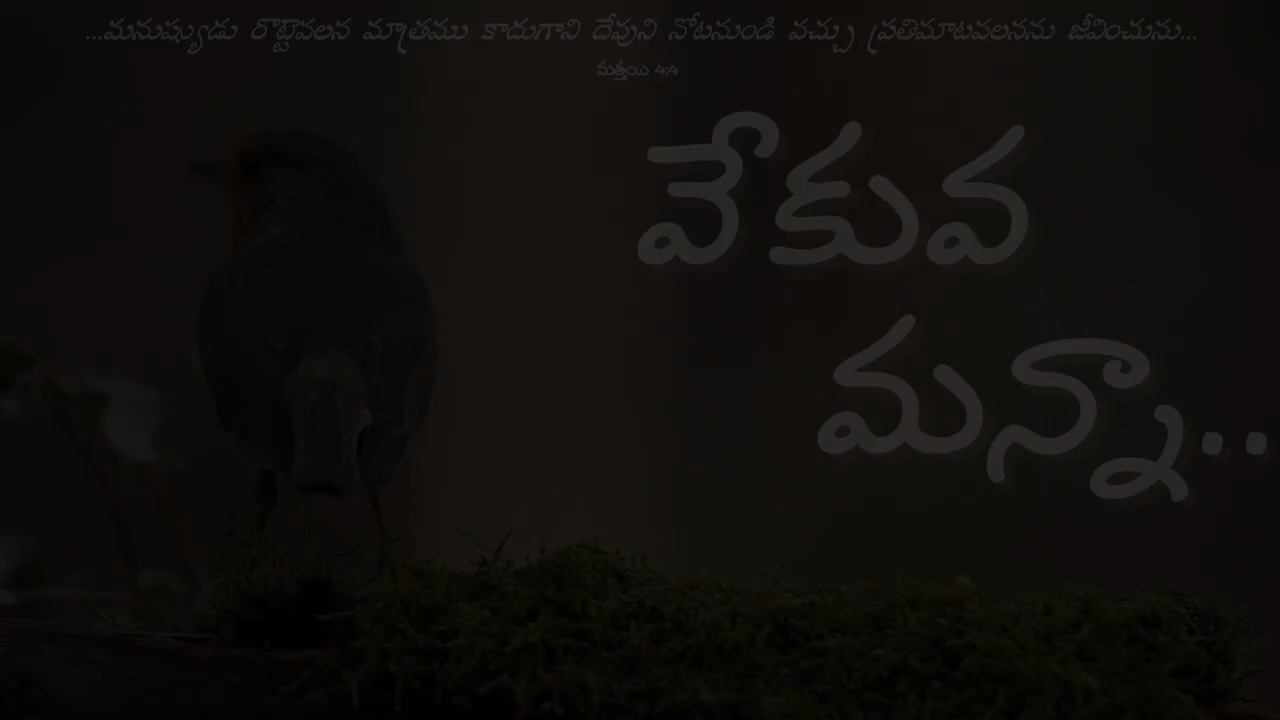 ...మనుష్యుడు రొట్టెవలన మాత్రము కాదుగాని దేవుని నోటనుండి వచ్చు ప్రతిమాటవలనను జీవించును...
మత్తయి 4:4
వేకువ
మన్నా..